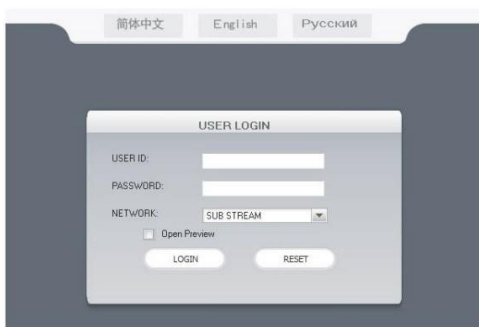 简体中文 English Русский
USER LOGIN
USER ID:
PASSWORD:
NETWORK: SUB STREAM
Open Preview
LOGIN RESET